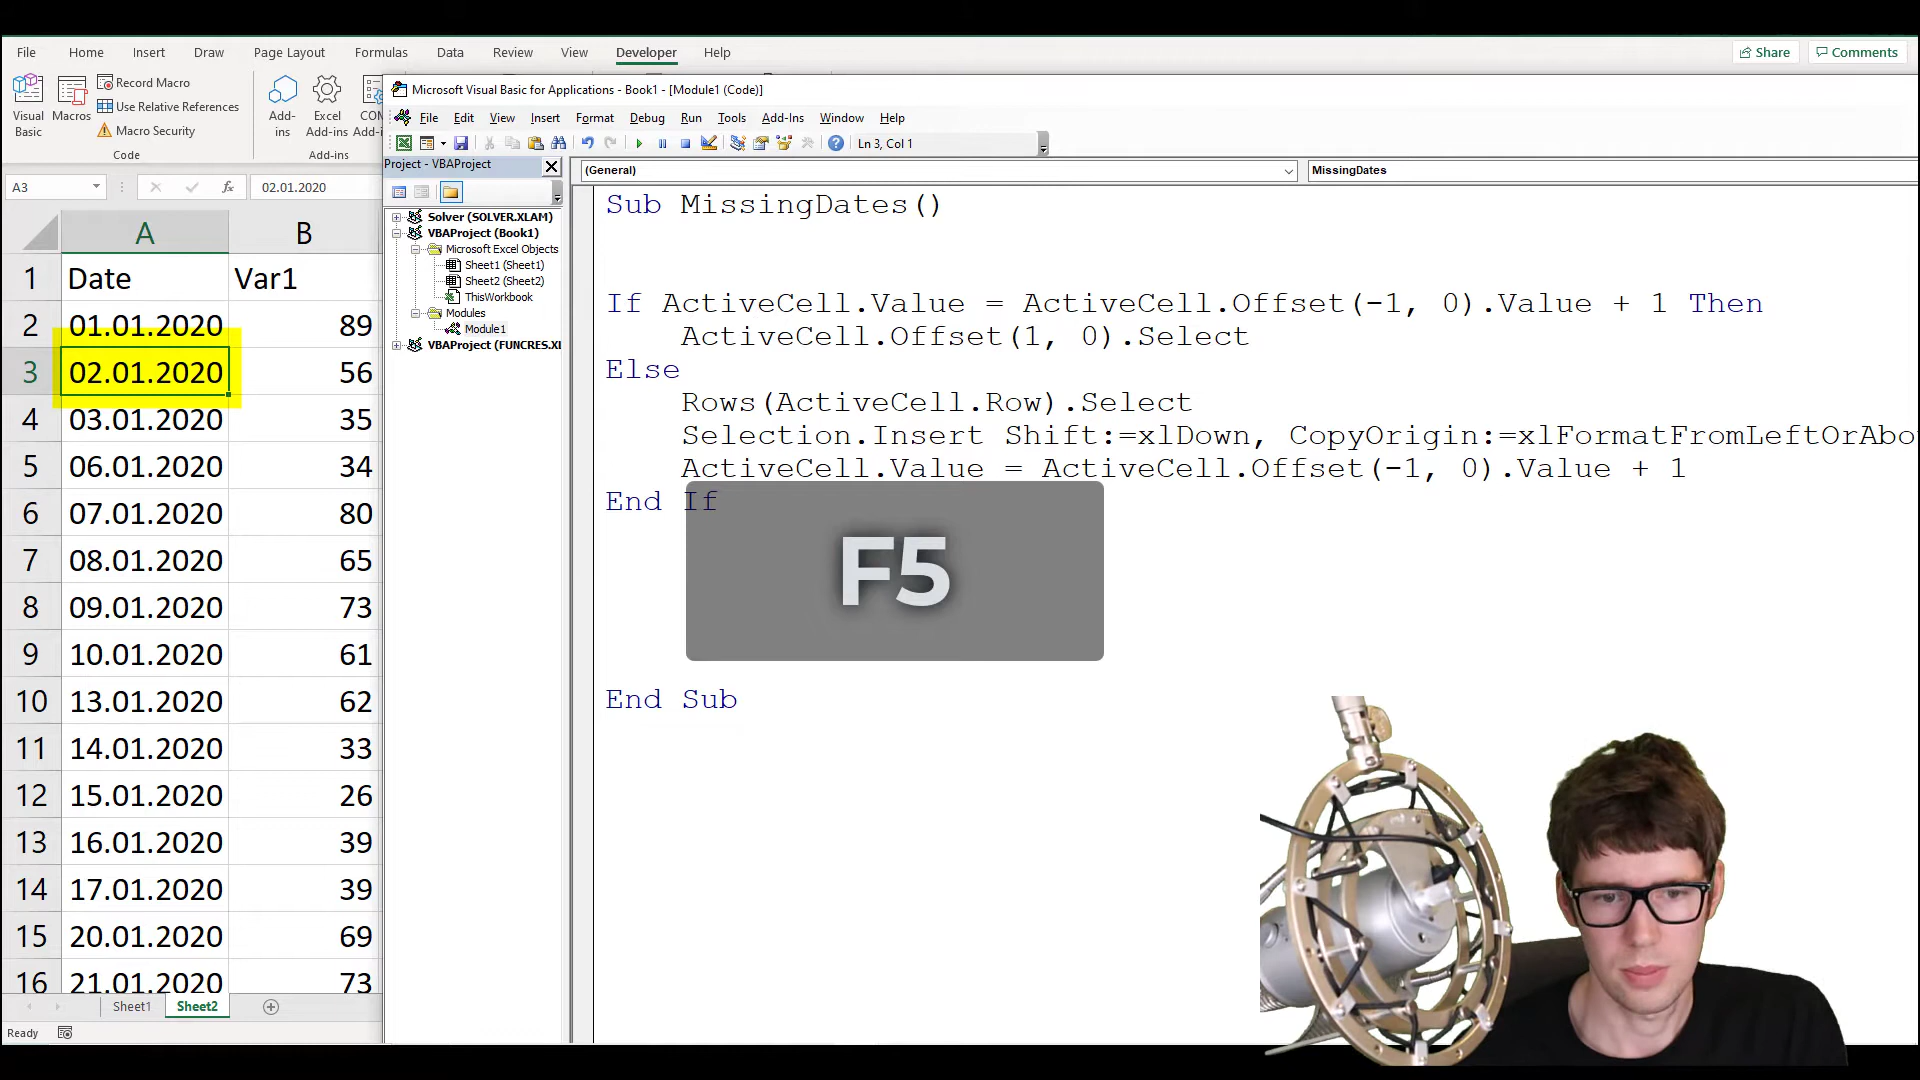 File Home Insert Draw Page Layout Formulas Data Review View Developer Help Share Comments
Visual Basic
Macros
Record Macro
Use Relative References
Macro Security
Code
Add-ins
Excel Add-ins
Add-ins
A3
02.01.2020
Microsoft Visual Basic for Applications - Book1 - [Module1 (Code)]
File Edit View Insert Format Debug Run Tools Add-Ins Window Help
Ln 3, Col 1
Project - VBAProject
Solver (SOLVER.XLAM)
VBAProject (Book1)
Microsoft Excel Objects
Sheet1 (Sheet1)
Sheet2 (Sheet2)
ThisWorkbook
Modules
Module1
VBAProject (FUNCRES.XL
(General) MissingDates
Sub MissingDates()
If ActiveCell.Value = ActiveCell.Offset(-1, 0).Value + 1 Then
ActiveCell.Offset(1, 0).Select
Else
Rows(ActiveCell.Row).Select
Selection.Insert Shift:=xlDown, CopyOrigin:=xlFormatFromLeftOrAbo
ActiveCell.Value = ActiveCell.Offset(-1, 0).Value + 1
End If
F5
End Sub
A B
1 Date Var1
2 01.01.2020 89
3 02.01.2020 56
4 03.01.2020 35
5 06.01.2020 34
6 07.01.2020 80
7 08.01.2020 65
8 09.01.2020 73
9 10.01.2020 61
10 13.01.2020 62
11 14.01.2020 33
12 15.01.2020 26
13 16.01.2020 39
14 17.01.2020 39
15 20.01.2020 69
16 21.01.2020 73
Sheet1 Sheet2
Ready